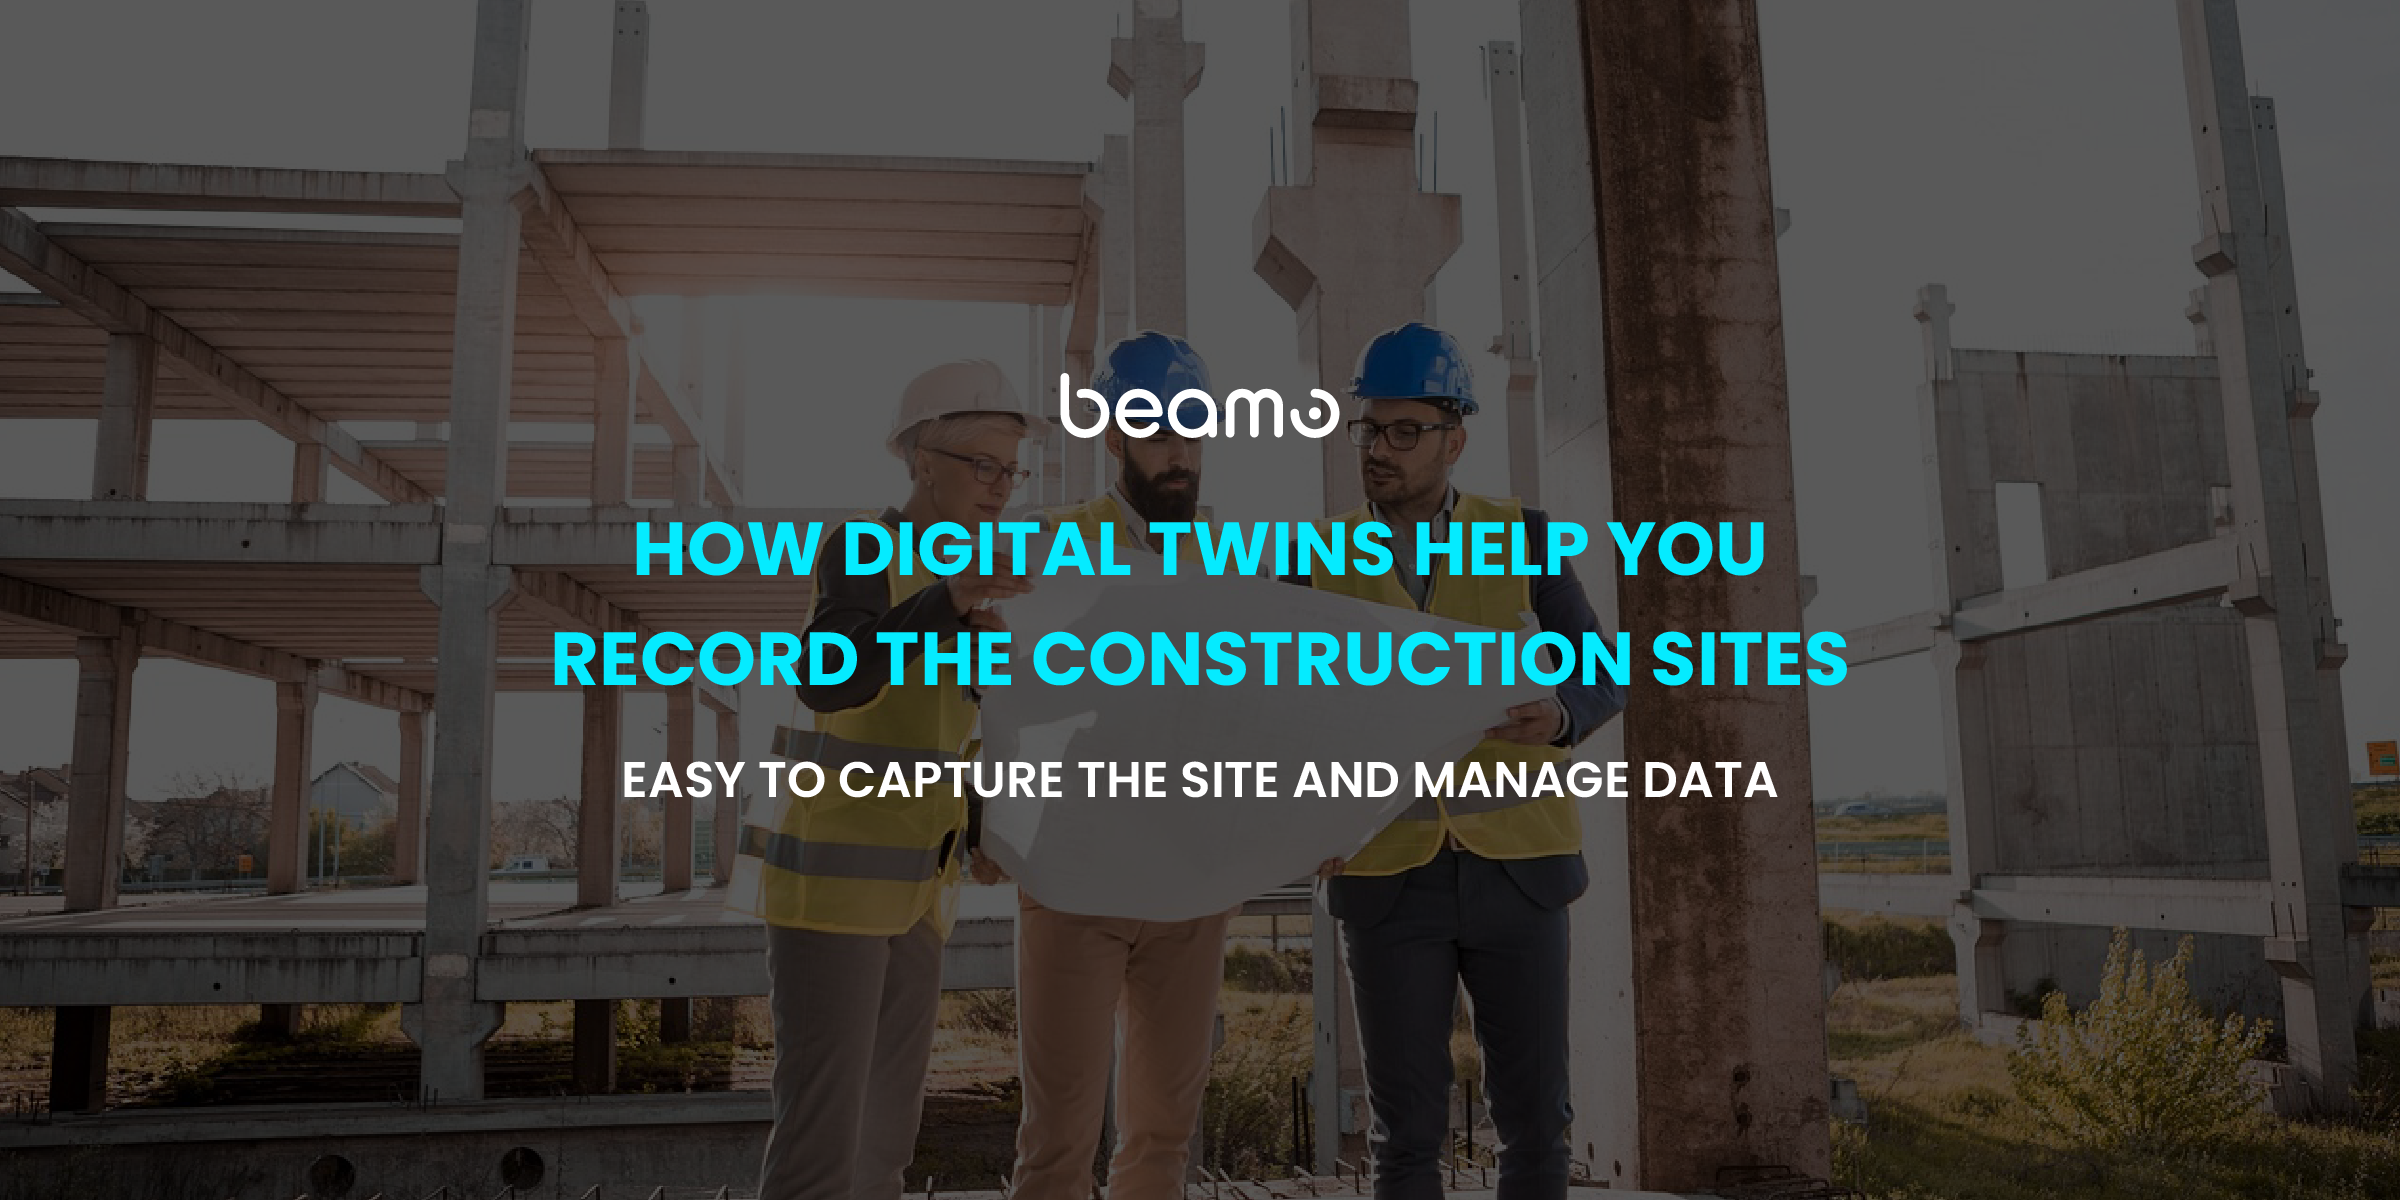 beamo
HOW DIGITAL TWINS HELP YOU
RECORD THE CONSTRUCTION SITES
EASY TO CAPTURE THE SITE AND MANAGE DATA